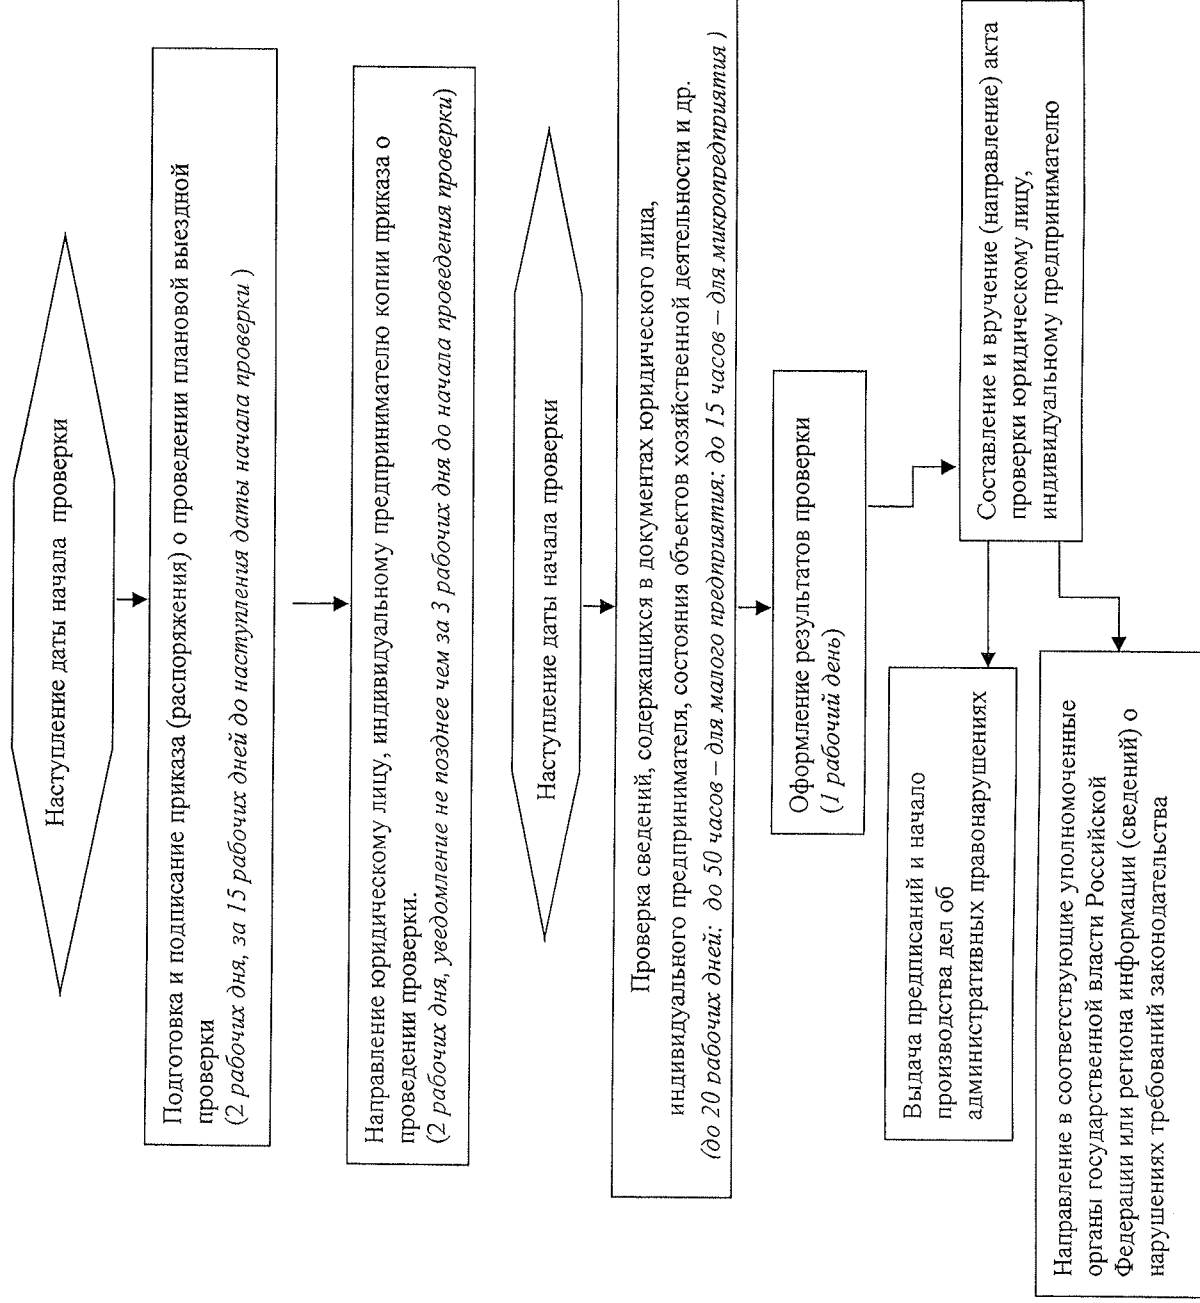 Наступление даты начала проверки
Подготовка и подписание приказа (распоряжения) о проведении плановой выездной
проверки
(2 рабочих дня, за 15 рабочих дней до наступления даты начала проверки )
Направление юридическому лицу, индивидуальному предпринимателю копии приказа о
проведении проверки.
(2 рабочих дня, уведомление не позднее чем за 3 рабочих дня до начала проведения проверки)
Наступление даты начала проверки
Проверка сведений, содержащихся в документах юридического лица,
индивидуального предпринимателя, состояния объектов хозяйственной деятельности и др.
(до 20 рабочих дней; до 50 часов – для малого предприятия: до 15 часов – для микропредприятия )
Оформление результатов проверки
(1 рабочий день)
Составление и вручение (направление) акта
проверки юридическому лицу,
индивидуальному предпринимателю
Выдача предписаний и начало
производства дел об
административных правонарушениях
Направление в соответствующие уполномоченные
органы государственной власти Российской
Федерации или региона информации (сведений) о
нарушениях требований законодательства